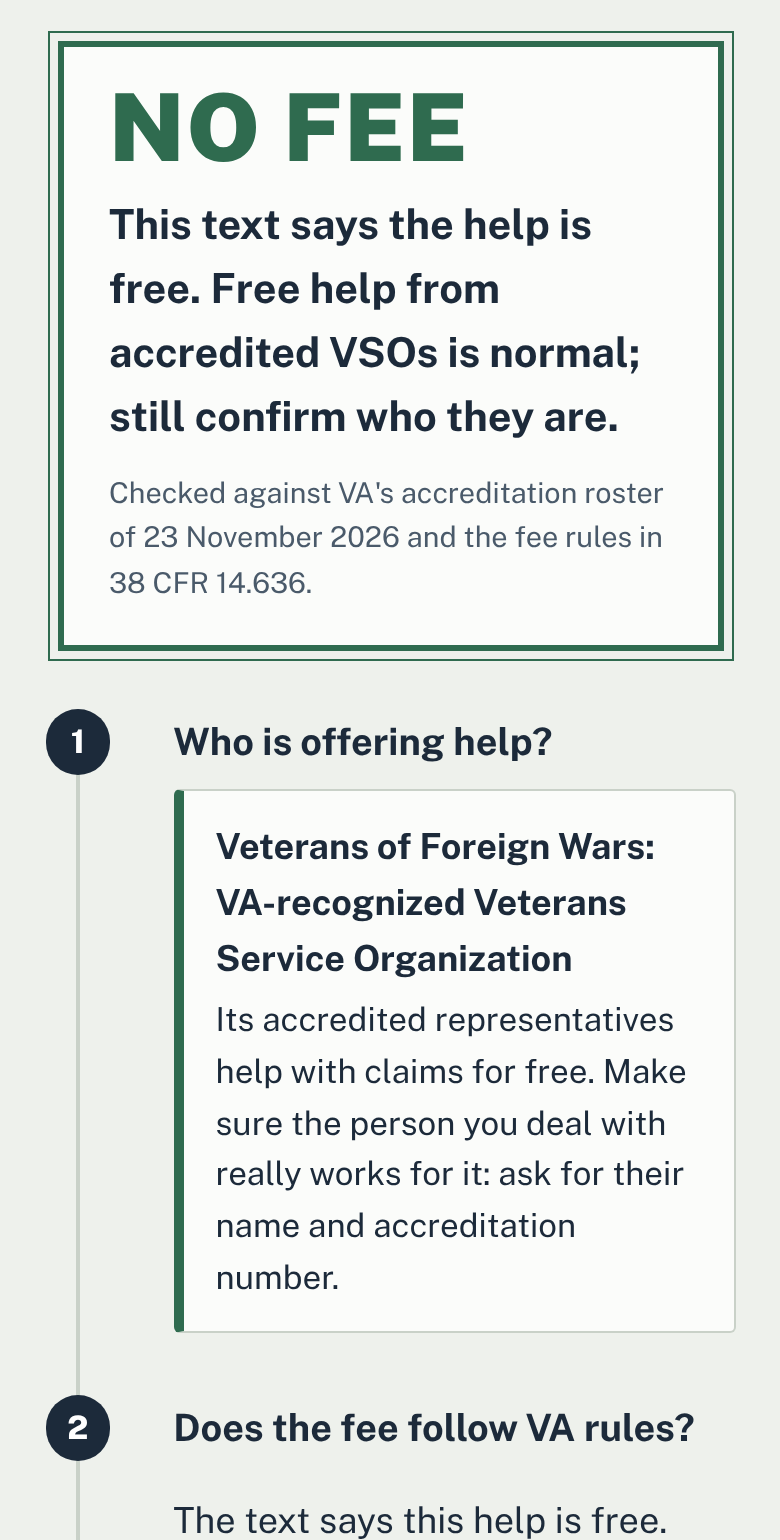 NO FEE
This text says the help is
free. Free help from
accredited VSOs is normal;
still confirm who they are.
Checked against VA's accreditation roster
of 23 November 2026 and the fee rules in
38 CFR 14.636.
1
Who is offering help?
Veterans of Foreign Wars:
VA-recognized Veterans
Service Organization
Its accredited representatives
help with claims for free. Make
sure the person you deal with
really works for it: ask for their
name and accreditation
number.
2
Does the fee follow VA rules?
The text says this help is free.